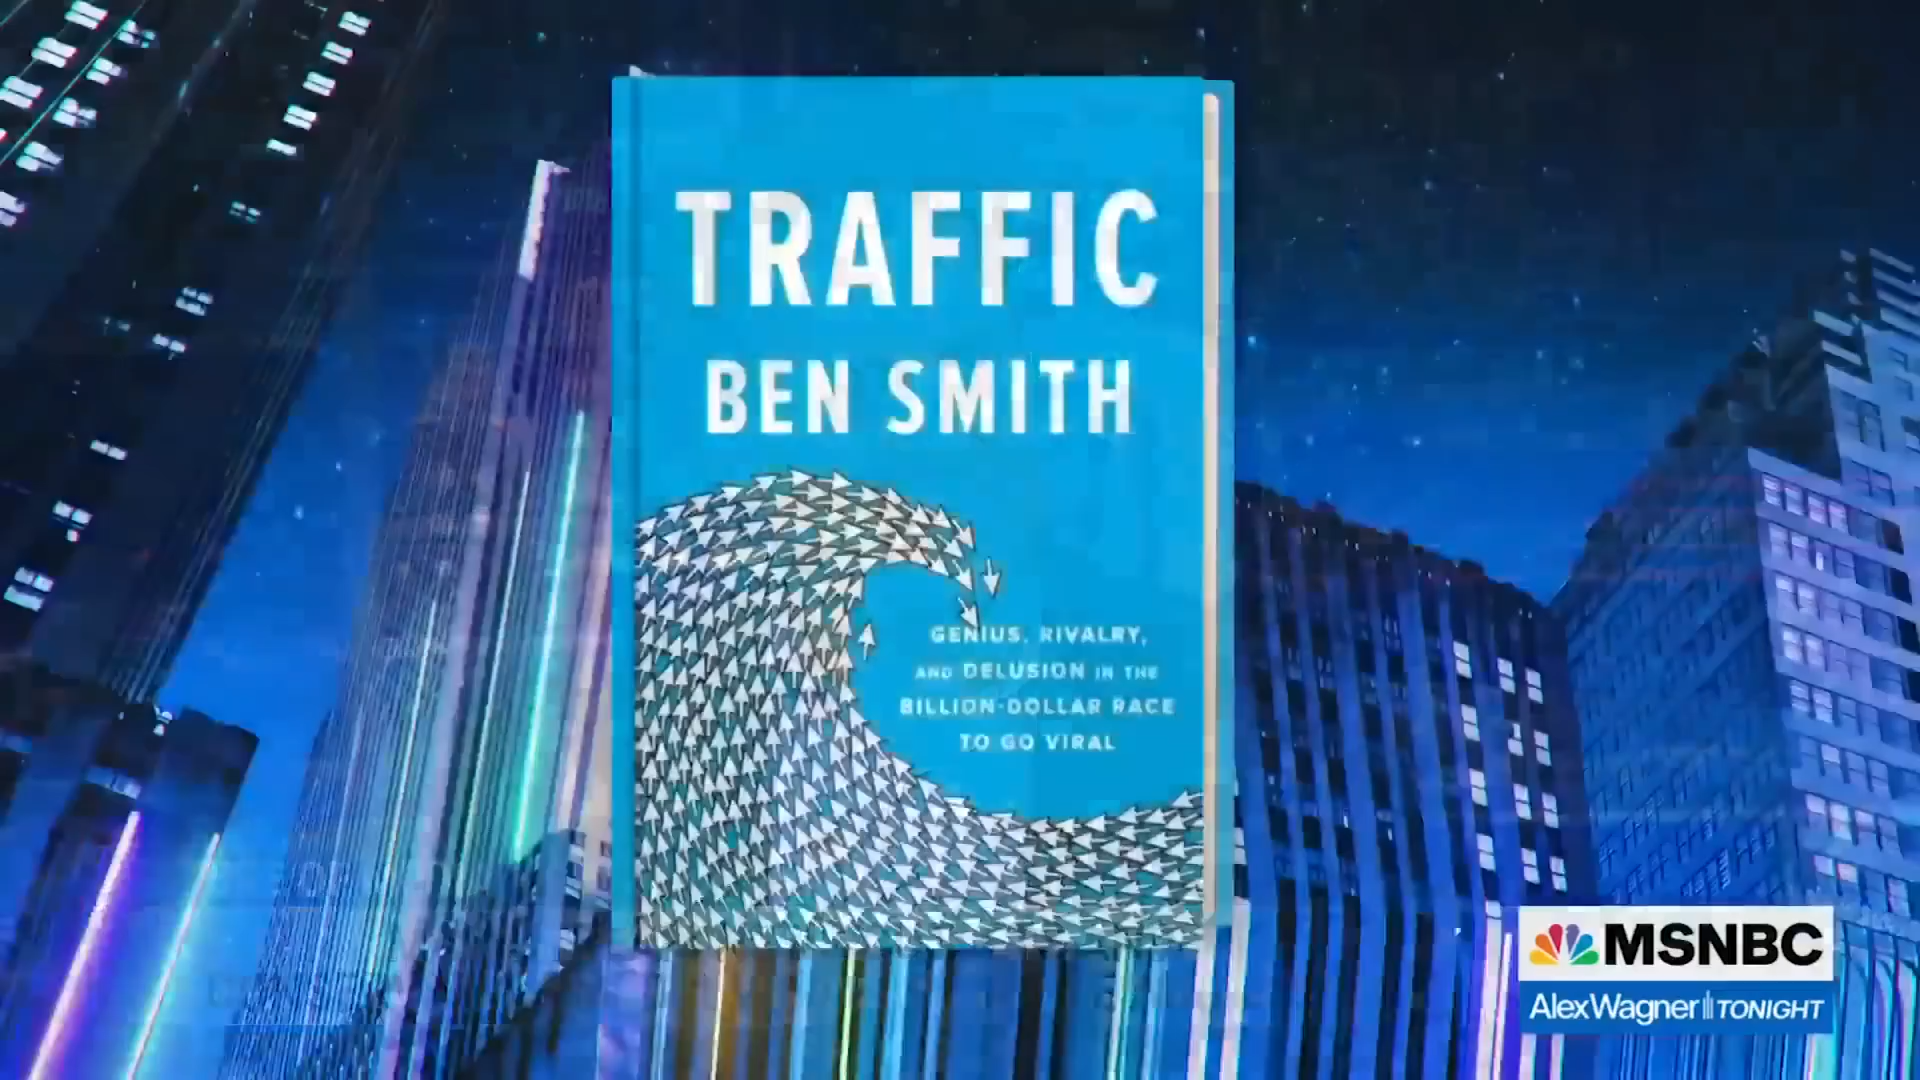 TRAFFIC
BEN SMITH
GENIUS, RIVALRY,
AND DELUSION IN THE
BILLION-DOLLAR RACE
TO GO VIRAL
MSNBC
AlexWagner TONIGHT